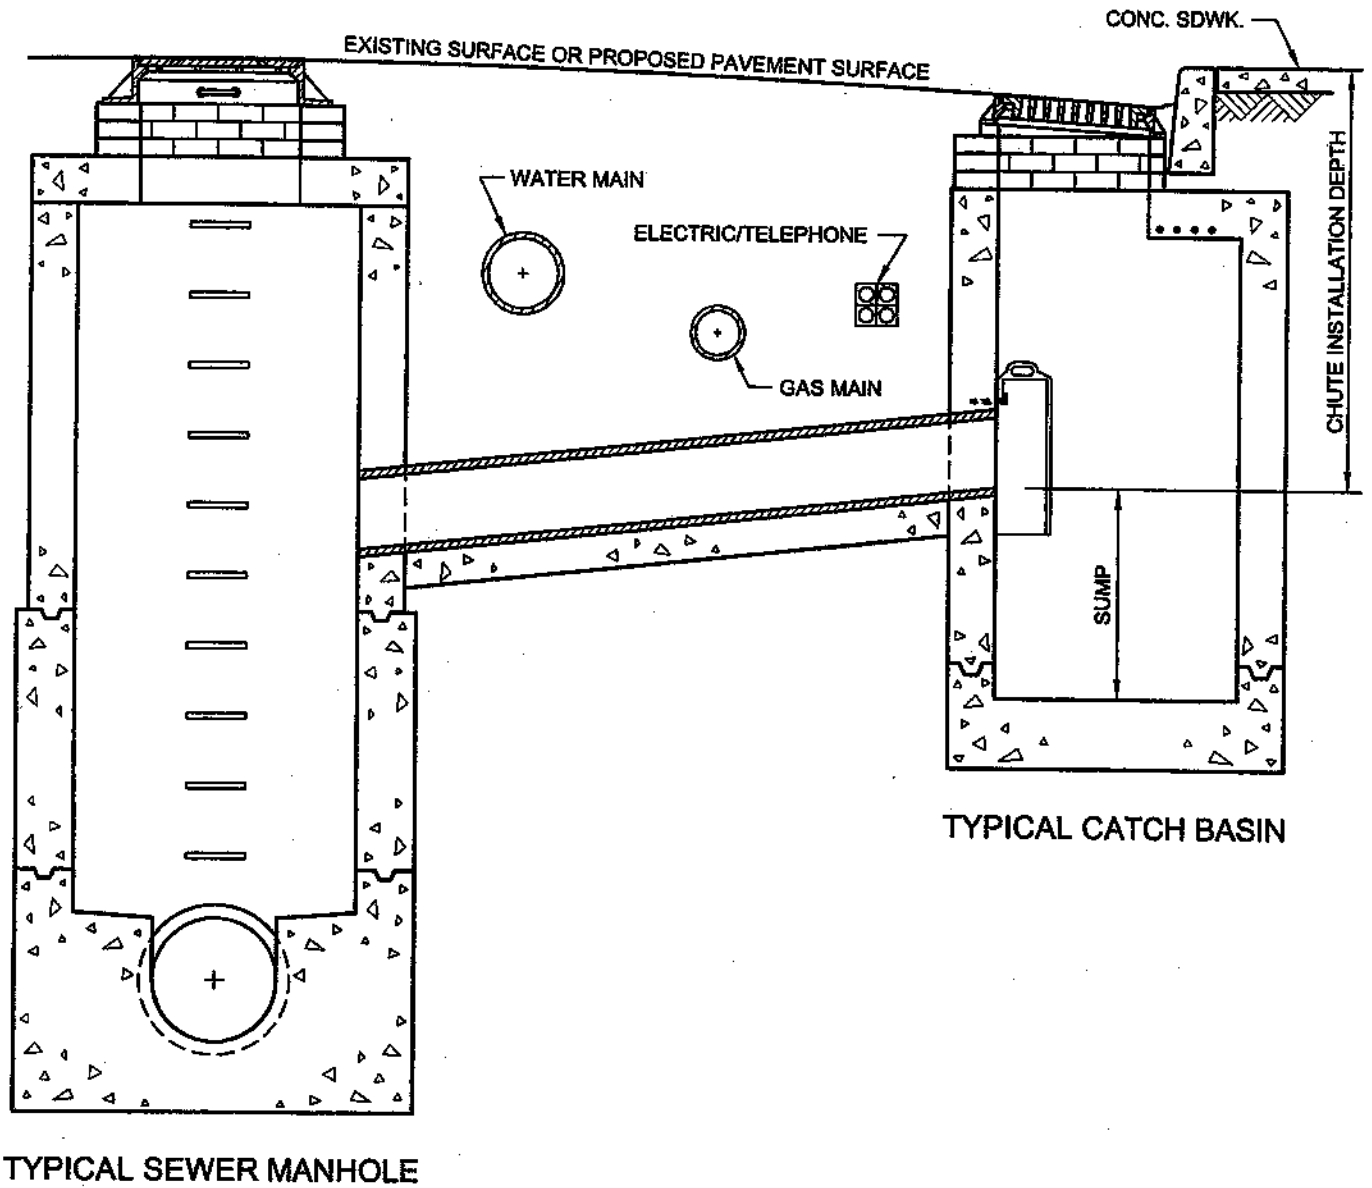 CONC. SDWK.
EXISTING SURFACE OR PROPOSED PAVEMENT SURFACE
WATER MAIN
ELECTRIC/TELEPHONE
GAS MAIN
CHUTE INSTALLATION DEPTH
SUMP
TYPICAL CATCH BASIN
TYPICAL SEWER MANHOLE